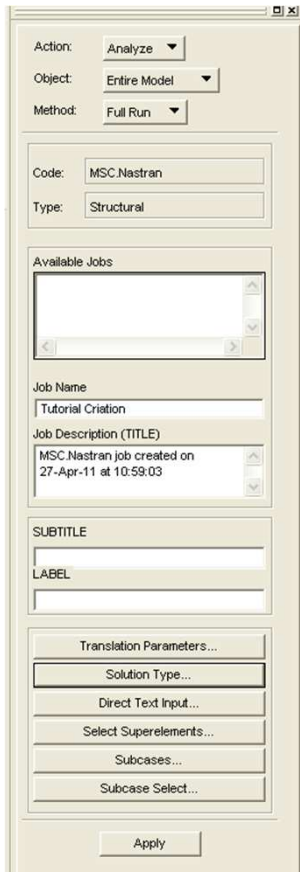 Action: Analyze
Object: Entire Model
Method: Full Run
Code: MSC.Nastran
Type: Structural
Available Jobs
Job Name
Tutorial Criation
Job Description (TITLE)
MSC.Nastran job created on
27-Apr-11 at 10:59:03
SUBTITLE
LABEL
Translation Parameters...
Solution Type...
Direct Text Input...
Select Superelements...
Subcases...
Subcase Select...
Apply